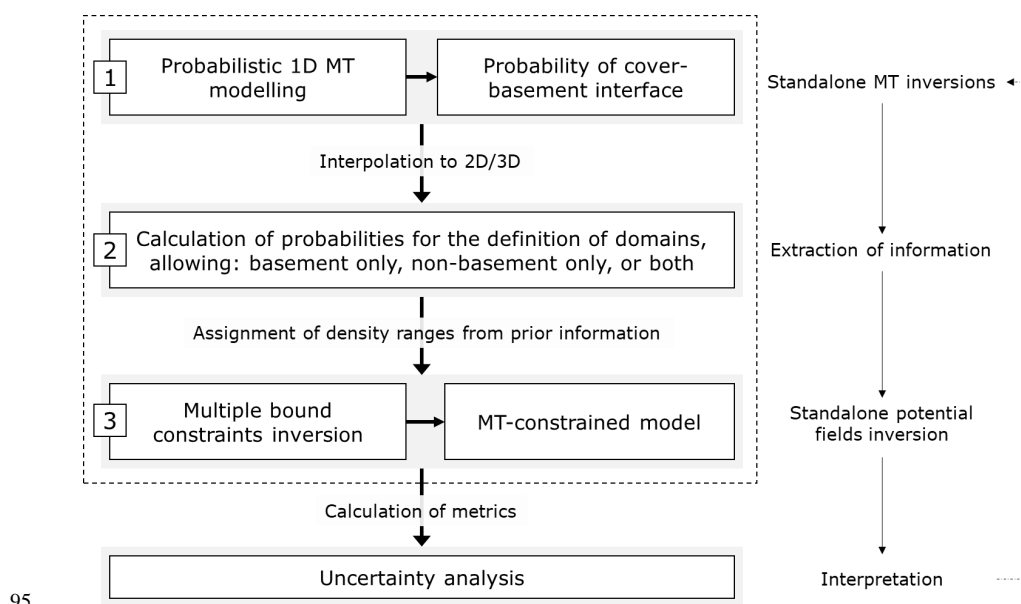 1
Probabilistic 1D MT
modelling
Probability of cover-
basement interface
Standalone MT inversions
Interpolation to 2D/3D
2
Calculation of probabilities for the definition of domains,
allowing: basement only, non-basement only, or both
Extraction of information
Assignment of density ranges from prior information
3
Multiple bound
constraints inversion
MT-constrained model
Standalone potential
fields inversion
Calculation of metrics
Uncertainty analysis
Interpretation
95